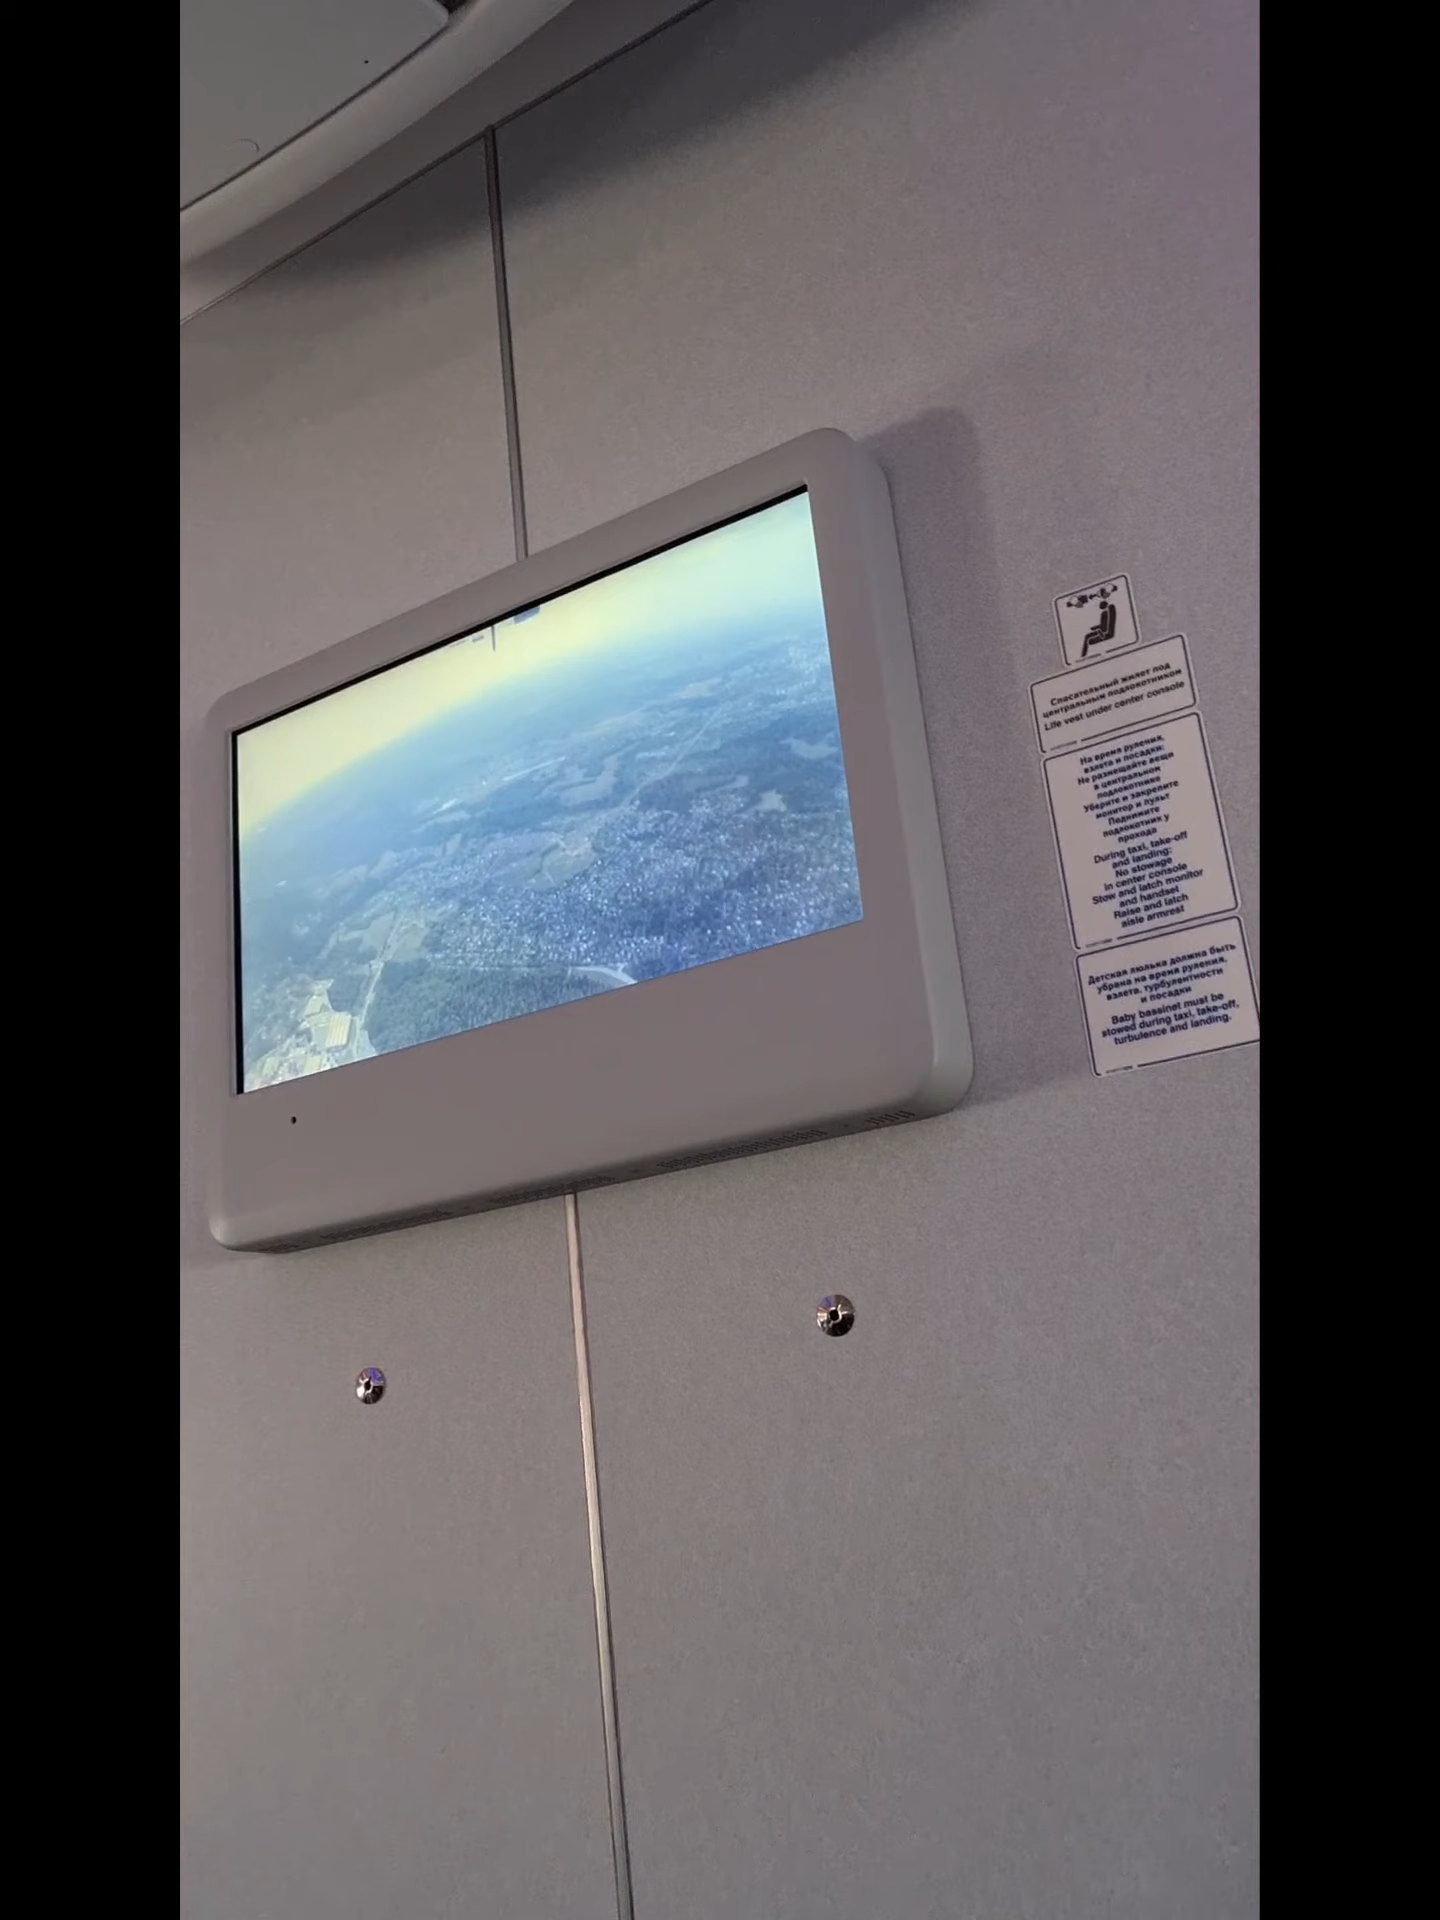 Спасательный жилет под
центральным подлокотником
Life vest under center console
На время руления,
взлета и посадки:
Не размещайте вещи
в центральном
подлокотнике
Уберите и закрепите
монитор и пульт
Поднимите
подлокотник у
прохода
During taxi, take-off
and landing:
No stowage
in center console
Stow and latch monitor
and handset
Raise and latch
aisle armrest
Детская люлька должна быть
убрана на время руления,
взлета, турбулентности
и посадки
Baby bassinet must be
stowed during taxi, take-off,
turbulence and landing.